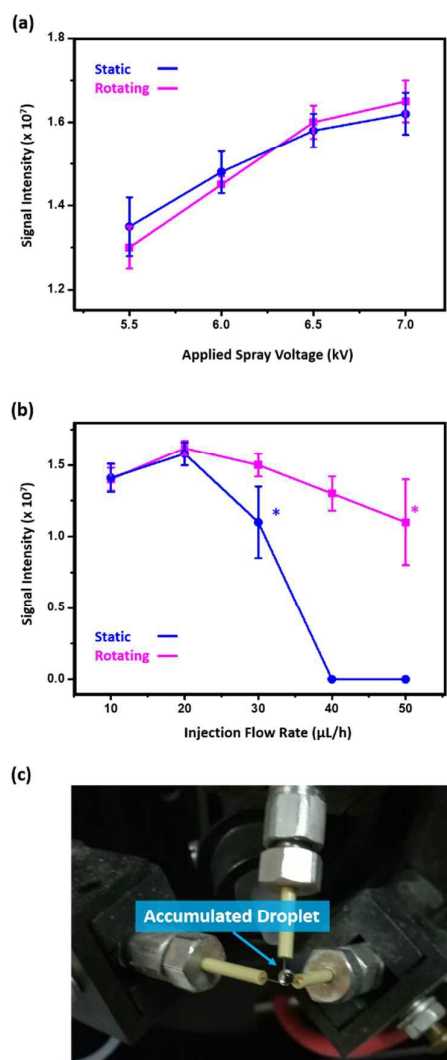 (a)
1.8
1.6
1.4
1.2
Signal Intensity (x 10⁷)
Static
Rotating
5.5
6.0
6.5
7.0
Applied Spray Voltage (kV)
(b)
1.5
1.0
0.5
0.0
Signal Intensity (x 10⁷)
*
*
Static
Rotating
10
20
30
40
50
Injection Flow Rate (µL/h)
(c)
Accumulated Droplet